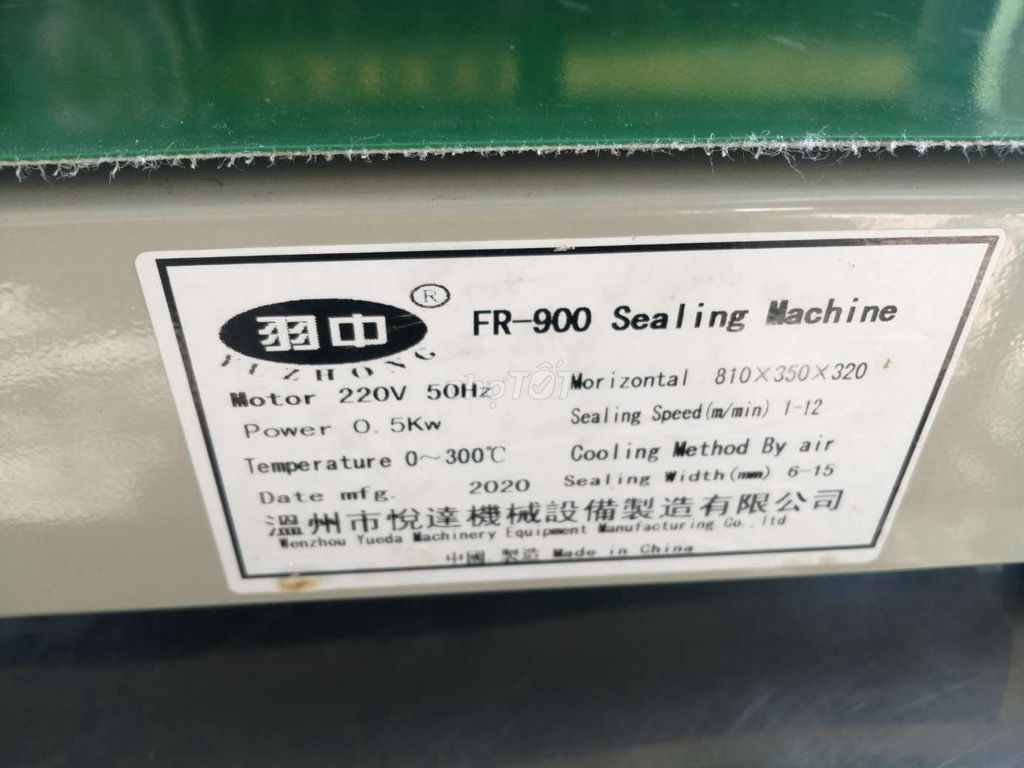 羽中 ®
YUZHONG
FR-900 Sealing Machine
Motor 220V 50Hz
Power 0.5Kw
Temperature 0~300℃
Date mfg. 2020
Morizontal 810×350×320
Sealing Speed(m/min) 1-12
Cooling Method By air
Sealing Width(mm) 6-15
溫州市悅達機械設備製造有限公司
Wenzhou Yueda Machinery Equipment Manufacturing Co.,ltd
中國 製造 Made in China
chợTỐT